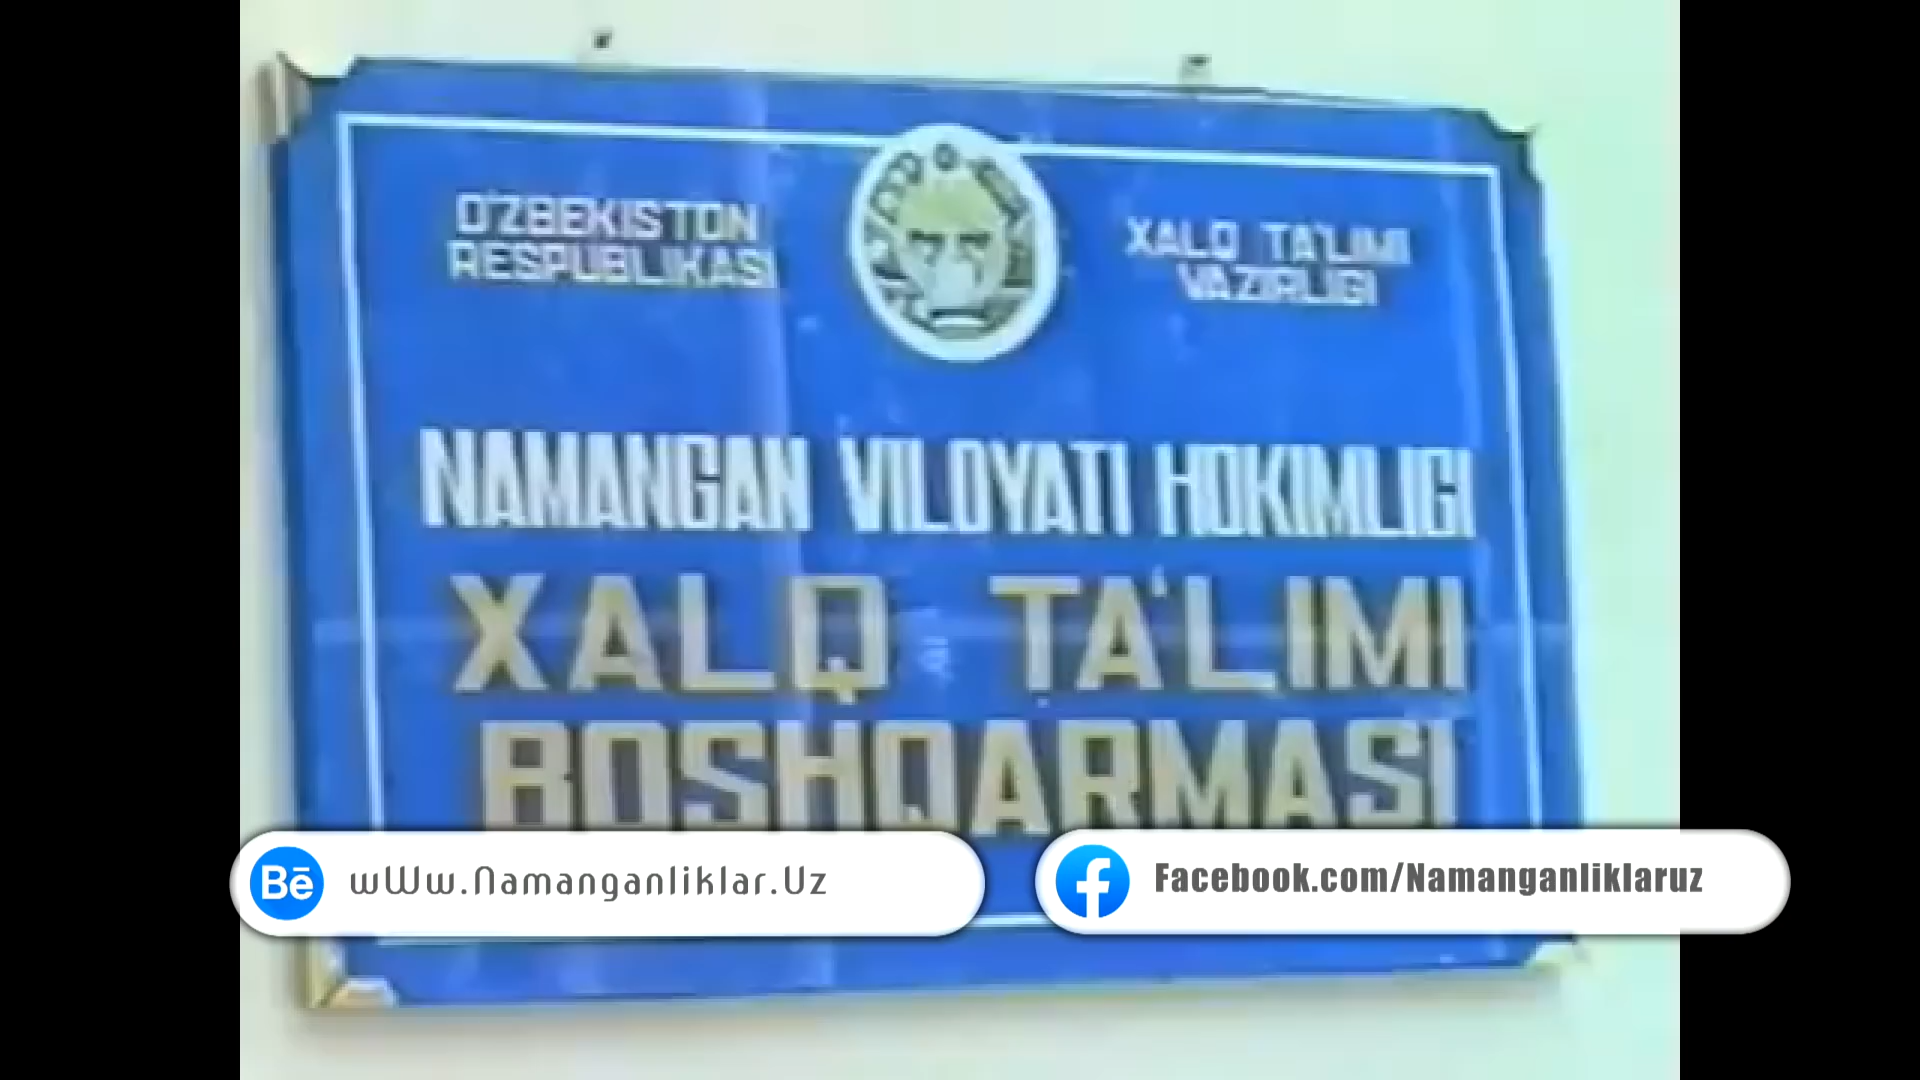 O'ZBEKISTON
RESPUBLIKASI
XALQ TA'LIMI
VAZIRLIGI
NAMANGAN VILOYATI HOKIMLIGI
XALQ TA'LIMI
BOSHQARMASI
Bē wWw.Namanganliklar.Uz
f Facebook.com/Namanganliklaruz